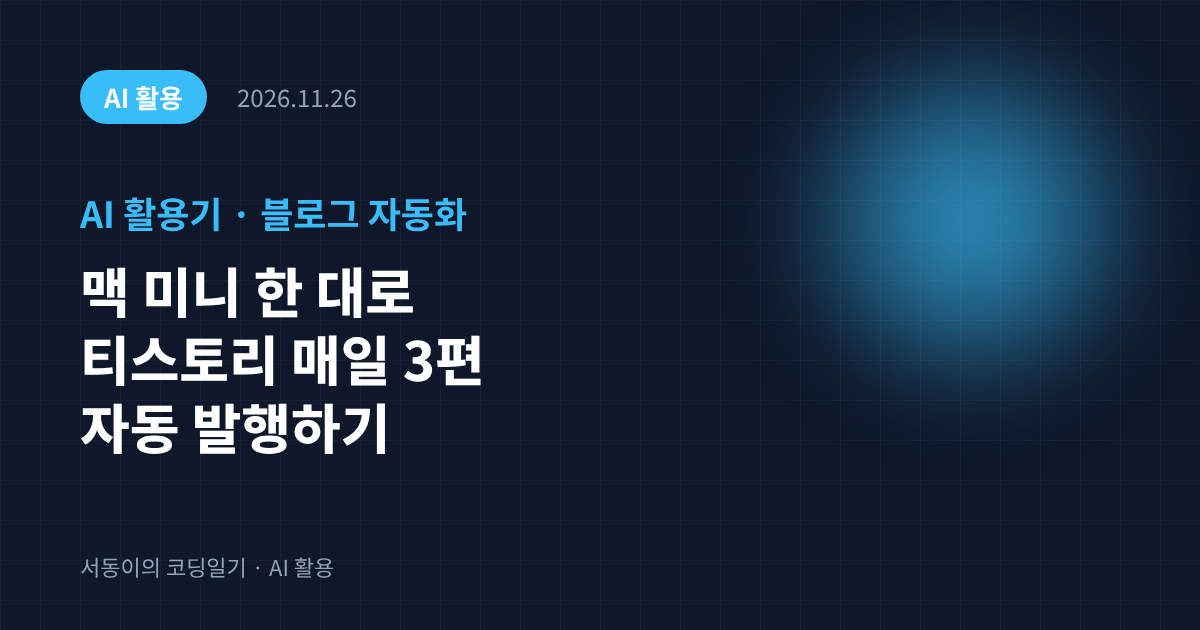 AI 활용 2026.11.26
AI 활용기 · 블로그 자동화
맥 미니 한 대로
티스토리 매일 3편
자동 발행하기
서동이의 코딩일기 · AI 활용